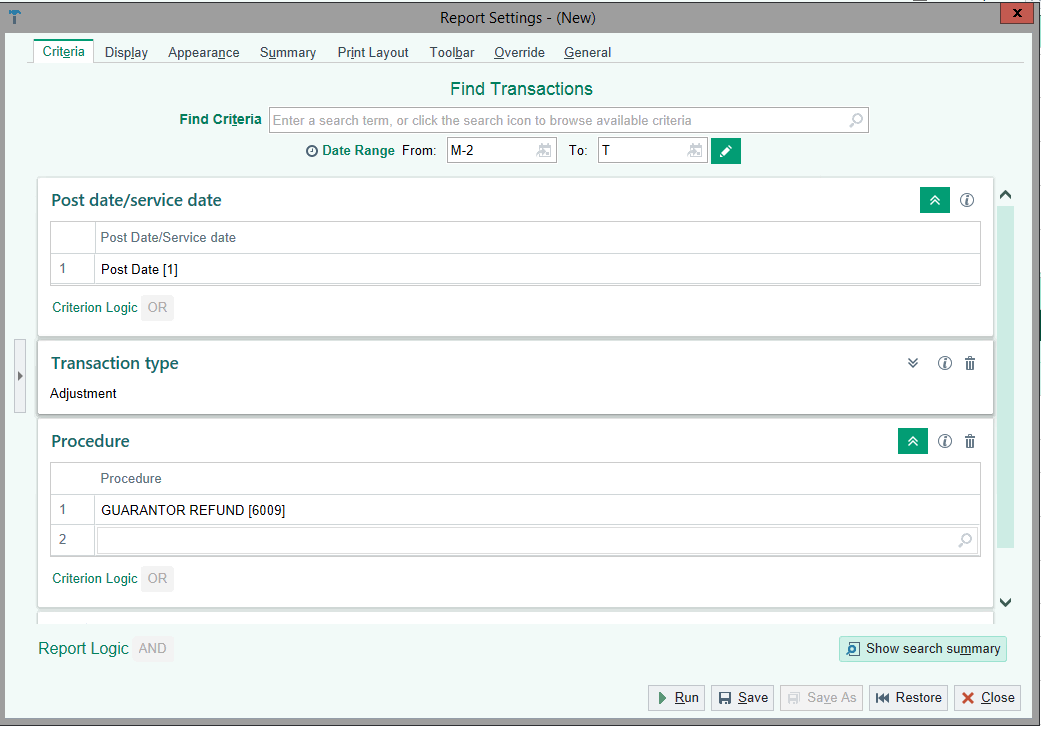 Report Settings - (New)
Criteria Display Appearance Summary Print Layout Toolbar Override General
Find Transactions
Find Criteria Enter a search term, or click the search icon to browse available criteria
Date Range From: M-2 To: T
Post date/service date
Post Date/Service date
1 Post Date [1]
Criterion Logic OR
Transaction type
Adjustment
Procedure
Procedure
1 GUARANTOR REFUND [6009]
2
Criterion Logic OR
Report Logic AND Show search summary
Run Save Save As Restore Close